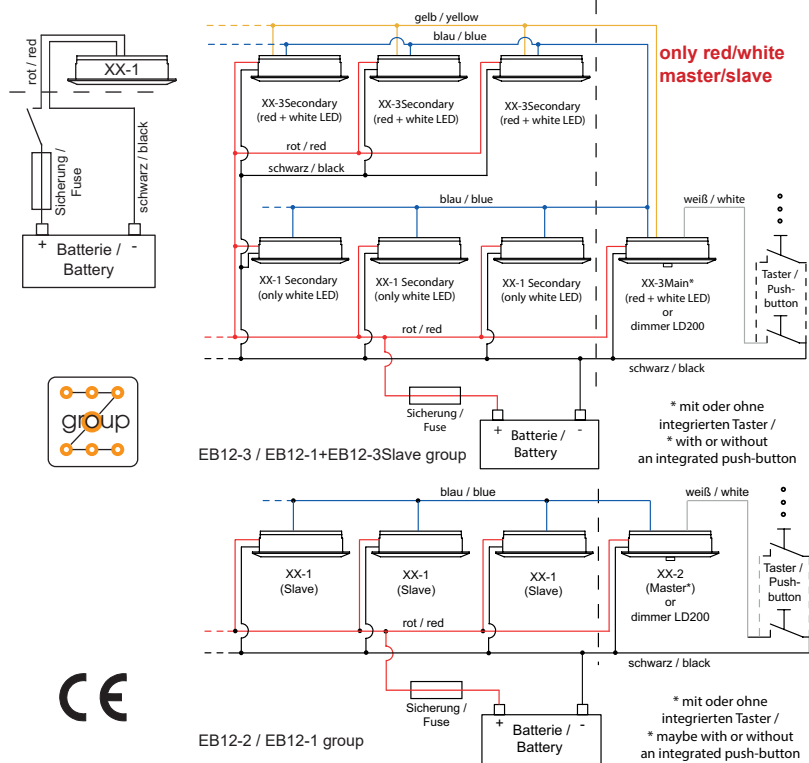 rot / red
XX-1
Sicherung /
Fuse
schwarz / black
+ Batterie / -
Battery
gelb / yellow
blau / blue
only red/white
master/slave
XX-3Secondary
(red + white LED)
XX-3Secondary
(red + white LED)
XX-3Secondary
(red + white LED)
rot / red
schwarz / black
blau / blue
weiß / white
XX-1 Secondary
(only white LED)
XX-1 Secondary
(only white LED)
XX-1 Secondary
(only white LED)
XX-3Main*
(red + white LED)
or
dimmer LD200
Taster /
Push-
button
rot / red
schwarz / black
Sicherung /
Fuse
+ -
Batterie /
Battery
* mit oder ohne
integrierten Taster /
* with or without
an integrated push-button
group
EB12-3 / EB12-1+EB12-3Slave group
blau / blue
weiß / white
XX-1
(Slave)
XX-1
(Slave)
XX-1
(Slave)
XX-2
(Master*)
or
dimmer LD200
Taster /
Push-
button
rot / red
schwarz / black
Sicherung /
Fuse
+ -
Batterie /
Battery
* mit oder ohne
integrierten Taster /
* maybe with or without
an integrated push-button
CE
EB12-2 / EB12-1 group